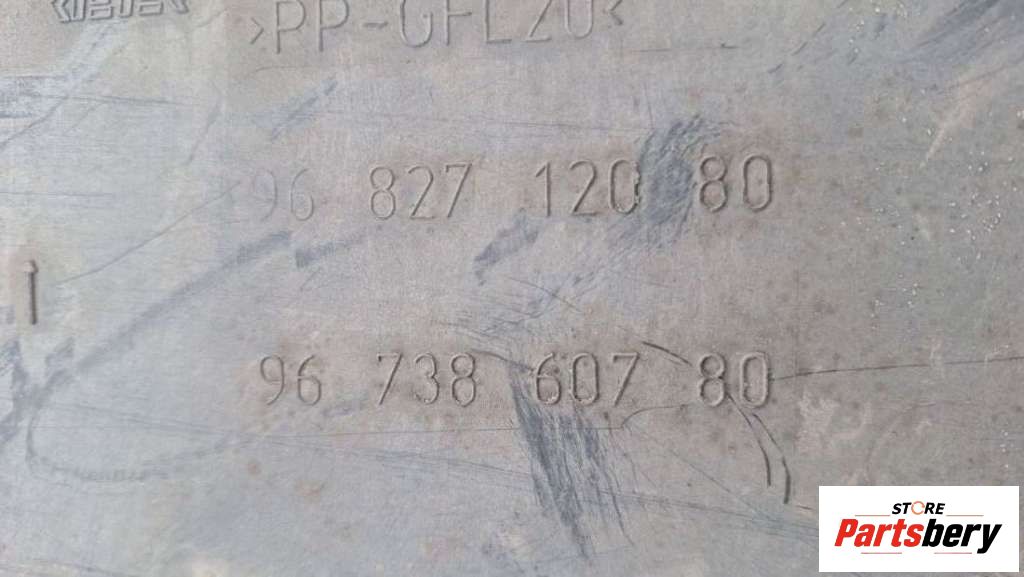 >PP-GFL20<
96 827 120 80
96 738 607 80
STORE
Partsbery